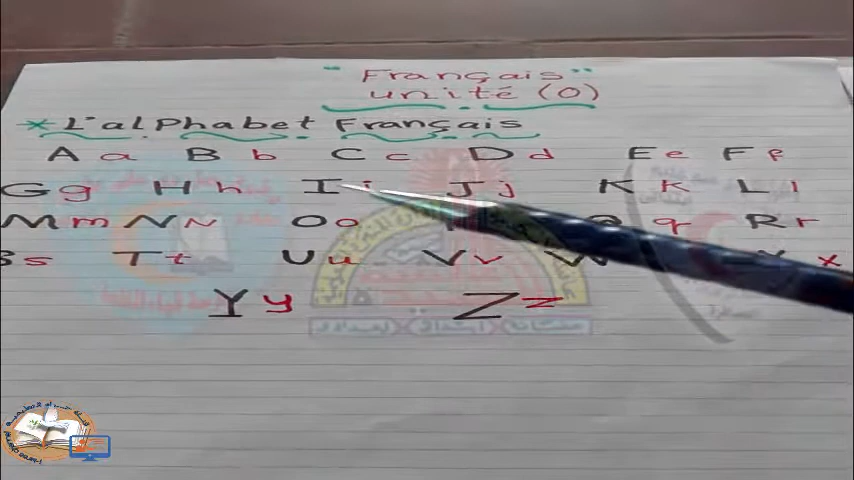 "Français"
unité (0)
* L'alphabet Français
A a B b C c D d E e F f
G g H h I i J j K k L l
M m N n O o Q q R r
S s T t U u V v W x
Y y Z z